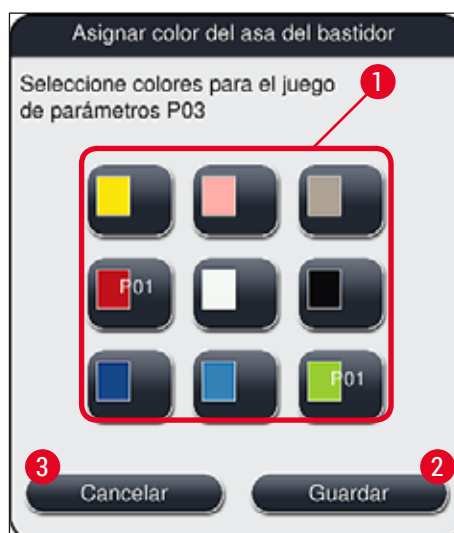 Asignar color del asa del bastidor
Seleccione colores para el juego
de parámetros P03
1
P01
P01
3
2
Cancelar
Guardar